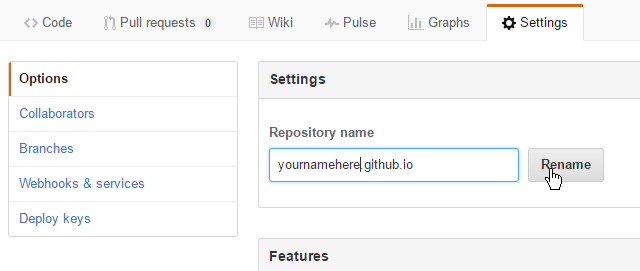 Code Pull requests 0 Wiki Pulse Graphs Settings
Options
Collaborators
Branches
Webhooks & services
Deploy keys
Settings
Repository name
yournamehere.github.io Rename
Features